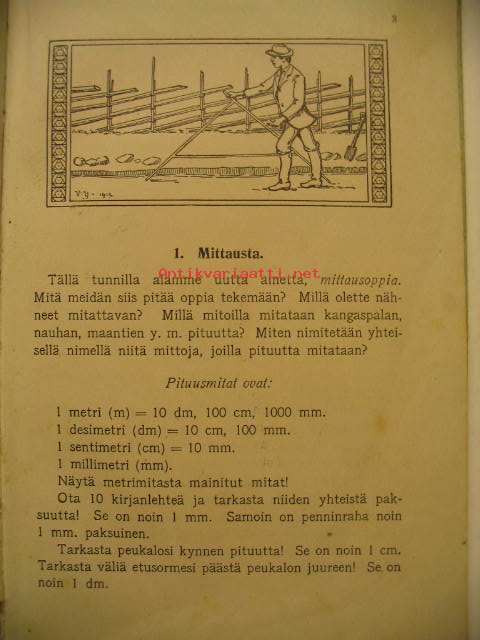 3
V.Y-1912
1. Mittausta.
Antikvariaatti.net
Tällä tunnilla alamme uutta ainetta, mittausoppia.
Mitä meidän siis pitää oppia tekemään? Millä olette näh-
neet mitattavan? Millä mitoilla mitataan kangaspalan,
nauhan, maantien y. m. pituutta? Miten nimitetään yhtei-
sellä nimellä niitä mittoja, joilla pituutta mitataan?
Pituusmitat ovat:
1 metri (m) = 10 dm, 100 cm, 1000 mm.
1 desimetri (dm) = 10 cm, 100 mm.
1 sentimetri (cm) = 10 mm.
1 millimetri (mm).
Näytä metrimitasta mainitut mitat!
Ota 10 kirjanlehteä ja tarkasta niiden yhteistä pak-
suutta! Se on noin 1 mm. Samoin on penninraha noin
1 mm. paksuinen.
Tarkasta peukalosi kynnen pituutta! Se on noin 1 cm.
Tarkasta väliä etusormesi päästä peukalon juureen! Se on
noin 1 dm.